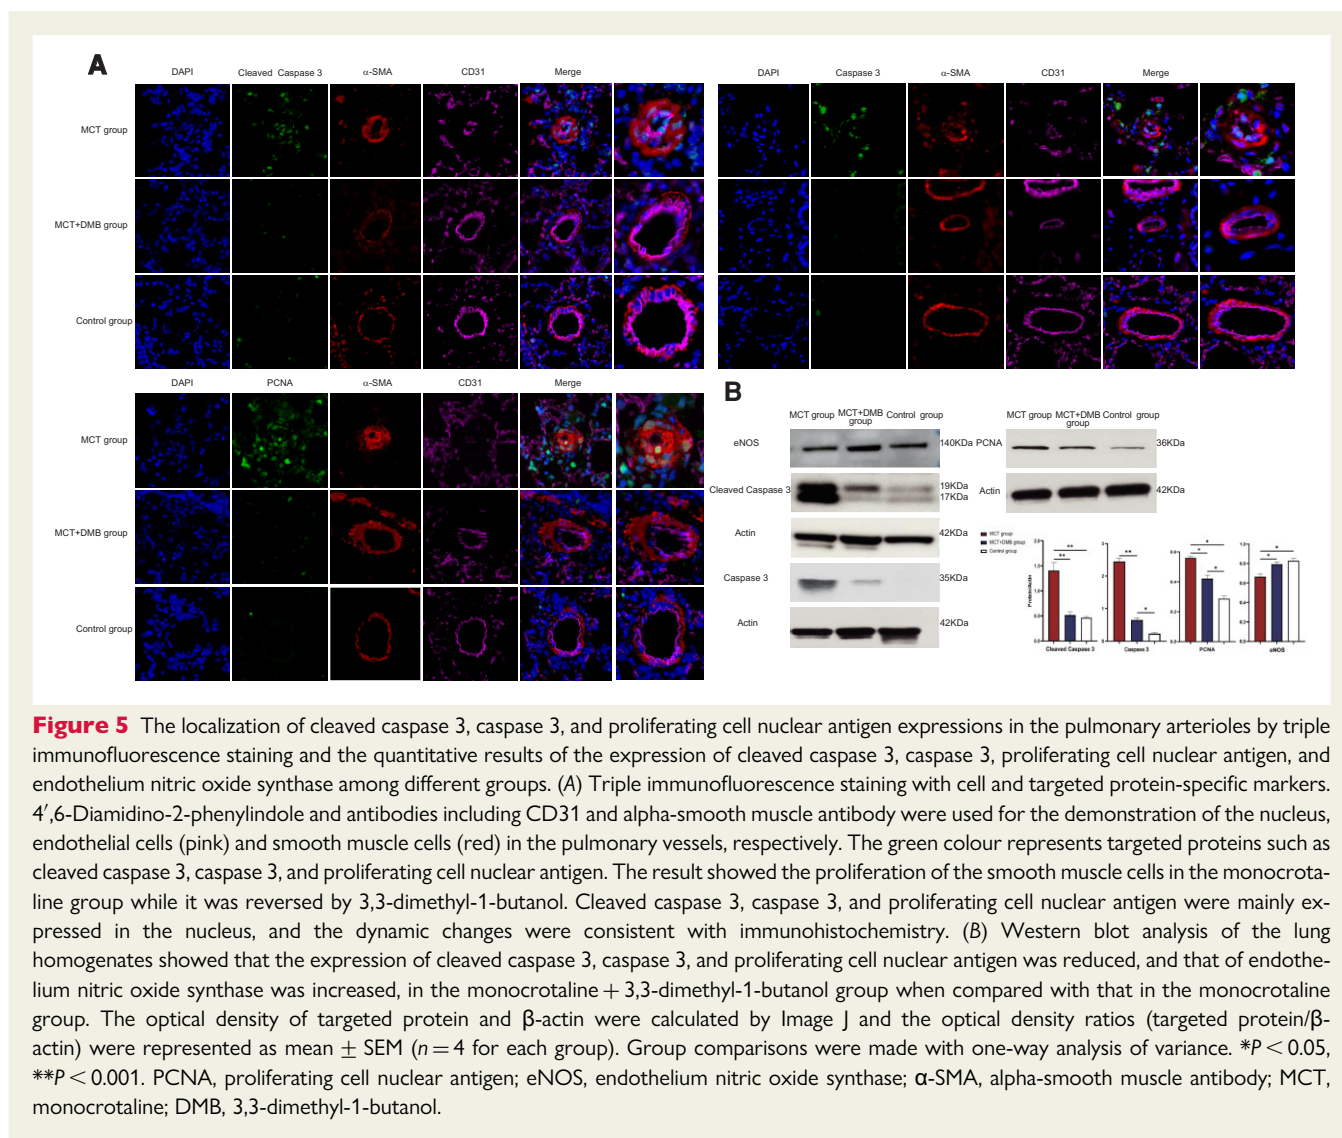 A
DAPI Cleaved Caspase 3 α-SMA CD31 Merge
MCT group
MCT+DMB group
Control group
DAPI Caspase 3 α-SMA CD31 Merge
DAPI PCNA α-SMA CD31 Merge
MCT group
MCT+DMB group
Control group
B
MCT group MCT+DMB group Control group
eNOS 140KDa
Cleaved Caspase 3 19KDa
17KDa
Actin 42KDa
Caspase 3 35KDa
Actin 42KDa
MCT group MCT+DMB group Control group
PCNA 36KDa
Actin 42KDa
MCT group
MCT+DMB group
Control group
Protein/Actin
** **
Cleaved Caspase 3
** *
Caspase 3
* * *
PCNA
* *
eNOS
Figure 5 The localization of cleaved caspase 3, caspase 3, and proliferating cell nuclear antigen expressions in the pulmonary arterioles by triple
immunofluorescence staining and the quantitative results of the expression of cleaved caspase 3, caspase 3, proliferating cell nuclear antigen, and
endothelium nitric oxide synthase among different groups. (A) Triple immunofluorescence staining with cell and targeted protein-specific markers.
4′,6-Diamidino-2-phenylindole and antibodies including CD31 and alpha-smooth muscle antibody were used for the demonstration of the nucleus,
endothelial cells (pink) and smooth muscle cells (red) in the pulmonary vessels, respectively. The green colour represents targeted proteins such as
cleaved caspase 3, caspase 3, and proliferating cell nuclear antigen. The result showed the proliferation of the smooth muscle cells in the monocrota-
line group while it was reversed by 3,3-dimethyl-1-butanol. Cleaved caspase 3, caspase 3, and proliferating cell nuclear antigen were mainly ex-
pressed in the nucleus, and the dynamic changes were consistent with immunohistochemistry. (B) Western blot analysis of the lung
homogenates showed that the expression of cleaved caspase 3, caspase 3, and proliferating cell nuclear antigen was reduced, and that of endothe-
lium nitric oxide synthase was increased, in the monocrotaline + 3,3-dimethyl-1-butanol group when compared with that in the monocrotaline
group. The optical density of targeted protein and β-actin were calculated by Image J and the optical density ratios (targeted protein/β-
actin) were represented as mean ± SEM (n = 4 for each group). Group comparisons were made with one-way analysis of variance. *P < 0.05,
**P < 0.001. PCNA, proliferating cell nuclear antigen; eNOS, endothelium nitric oxide synthase; α-SMA, alpha-smooth muscle antibody; MCT,
monocrotaline; DMB, 3,3-dimethyl-1-butanol.